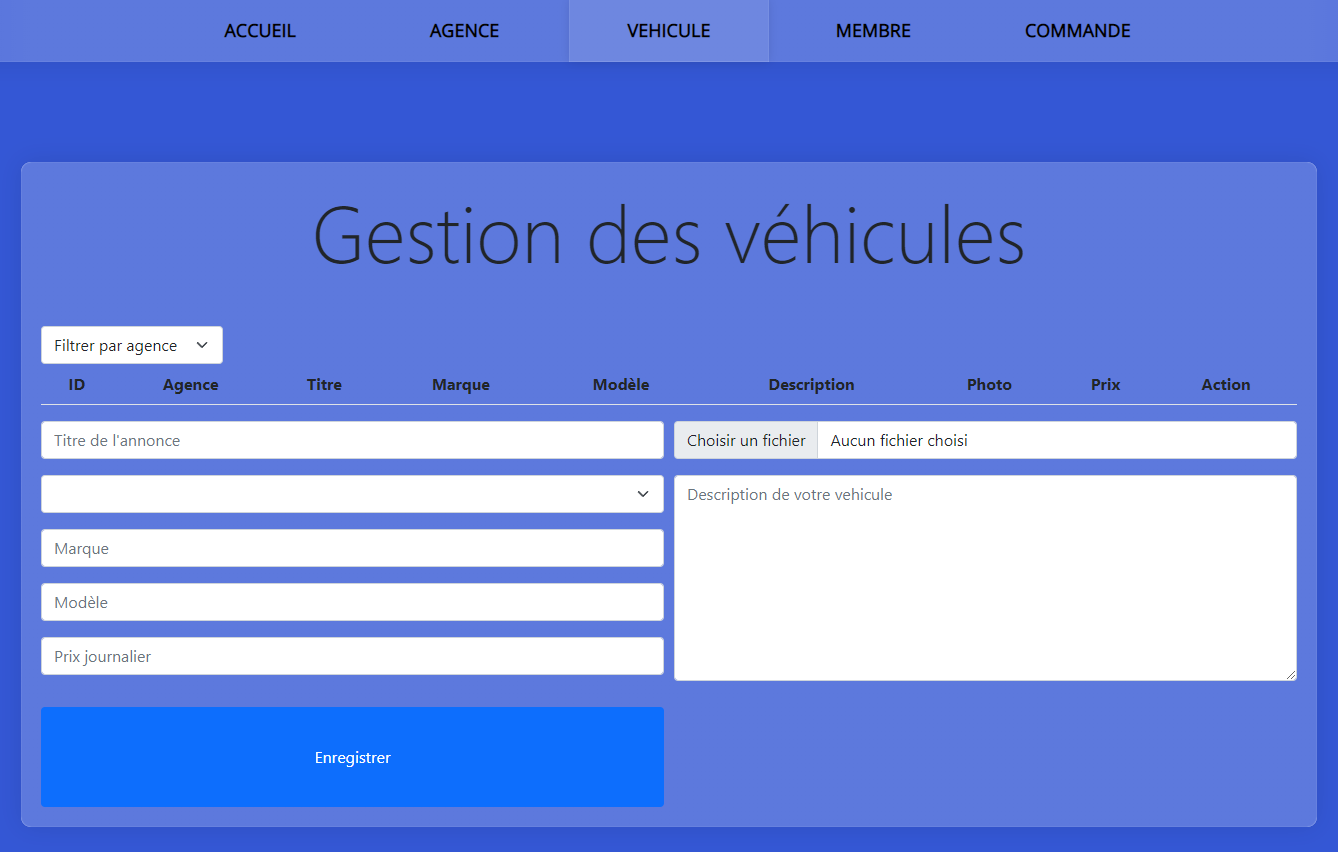 ACCUEIL AGENCE VEHICULE MEMBRE COMMANDE
Gestion des véhicules
Filtrer par agence
ID Agence Titre Marque Modèle Description Photo Prix Action
Titre de l'annonce Choisir un fichier Aucun fichier choisi
Description de votre vehicule
Marque
Modèle
Prix journalier
Enregistrer